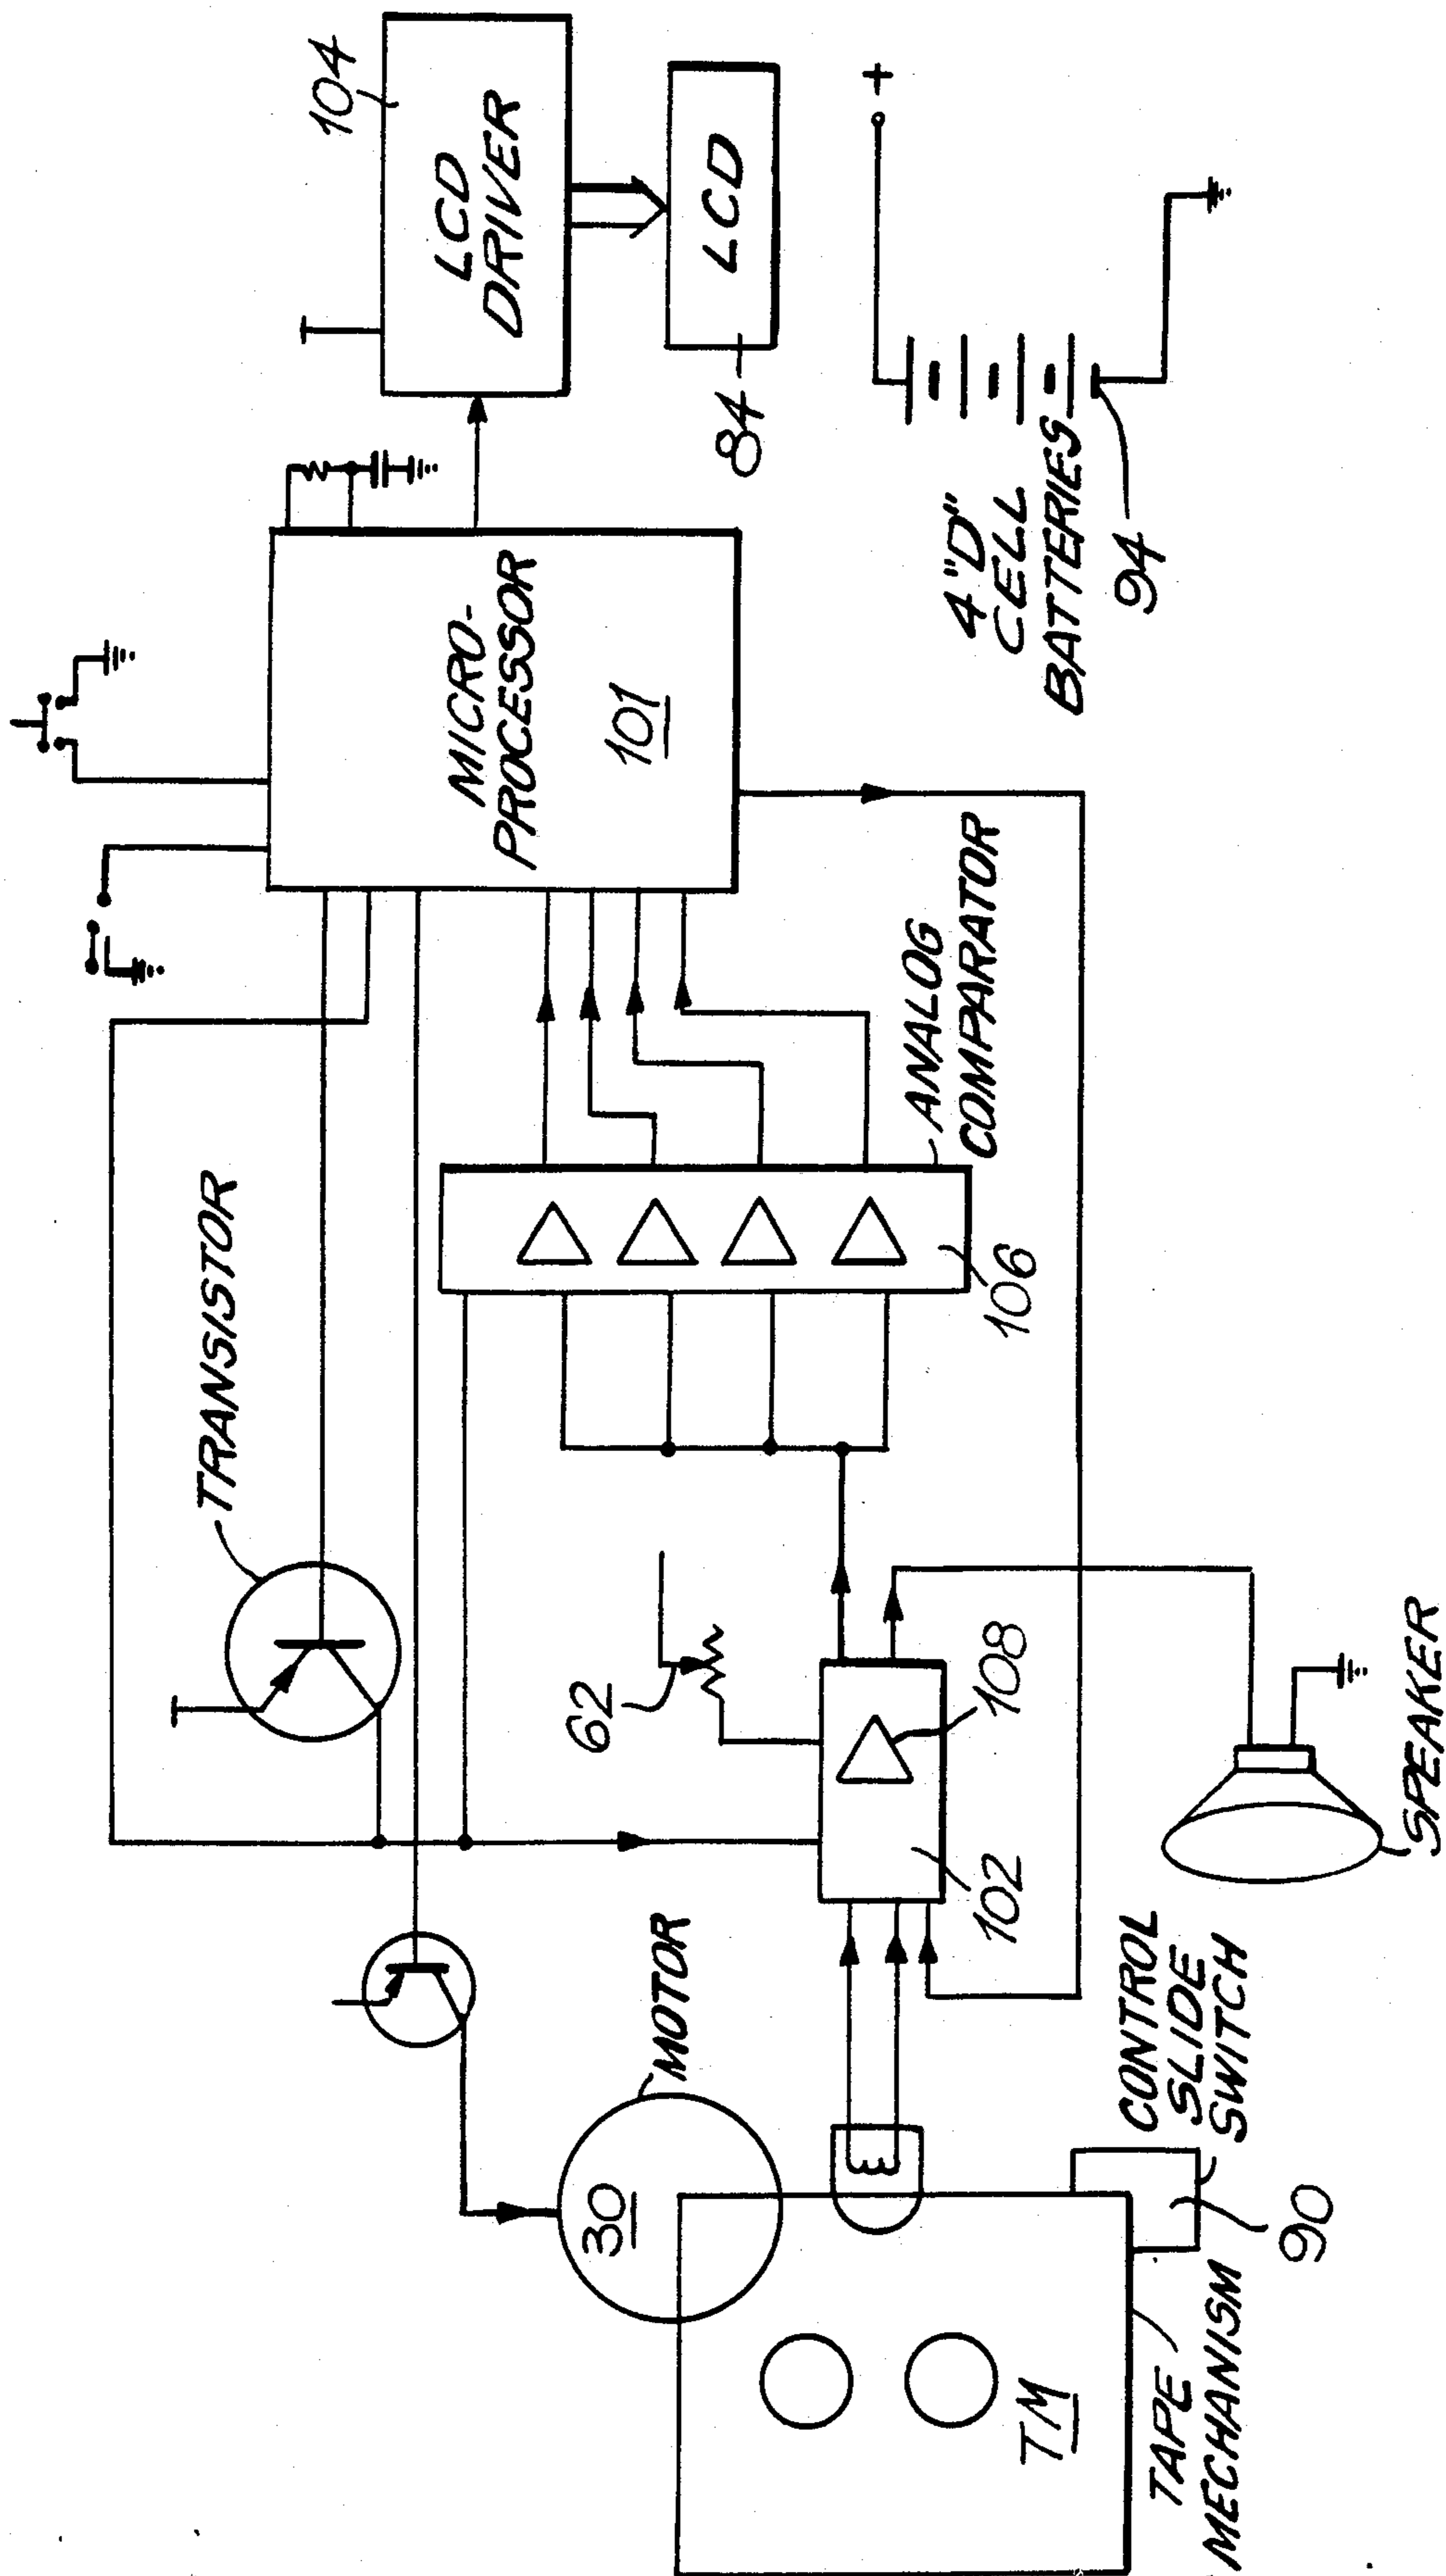 TRANSISTOR
104
LCD
DRIVER
MICRO-
PROCESSOR
101
LCD
84
62
MOTOR
30
108
102
106
ANALOG
COMPARATOR
4 "D"
CELL
BATTERIES
94
+
TM
TAPE
MECHANISM
90
CONTROL
SLIDE
SWITCH
SPEAKER